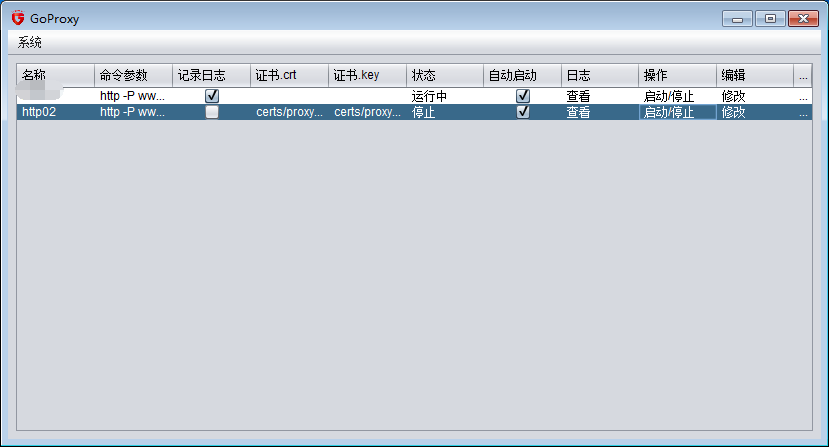 GoProxy
系统
名称 命令参数 记录日志 证书.crt 证书.key 状态 自动启动 日志 操作 编辑 ...
http -P ww... 运行中 查看 启动/停止 修改 ...
http02 http -P ww... certs/proxy... certs/proxy... 停止 查看 启动/停止 修改 ...